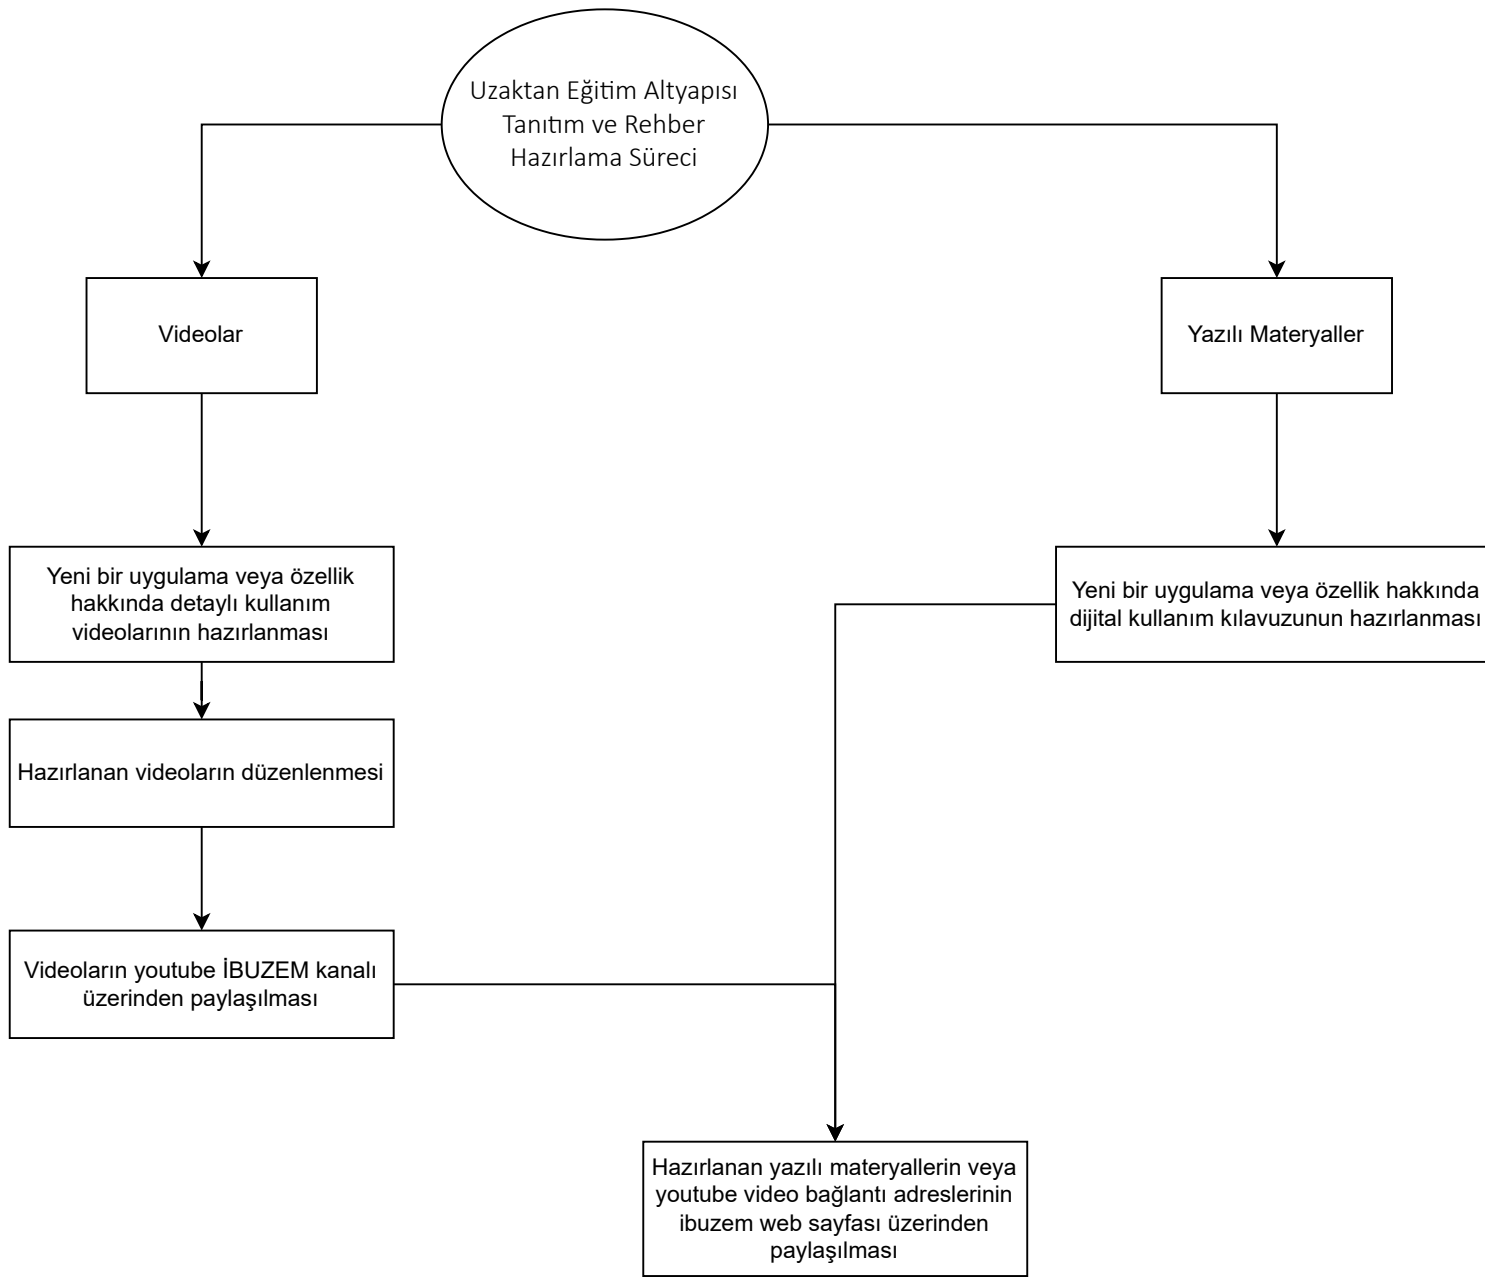 Uzaktan Eğitim Altyapısı
Tanıtım ve Rehber
Hazırlama Süreci
Videolar
Yazılı Materyaller
Yeni bir uygulama veya özellik
hakkında detaylı kullanım
videolarının hazırlanması
Yeni bir uygulama veya özellik hakkında
dijital kullanım kılavuzunun hazırlanması
Hazırlanan videoların düzenlenmesi
Videoların youtube İBUZEM kanalı
üzerinden paylaşılması
Hazırlanan yazılı materyallerin veya
youtube video bağlantı adreslerinin
ibuzem web sayfası üzerinden
paylaşılması